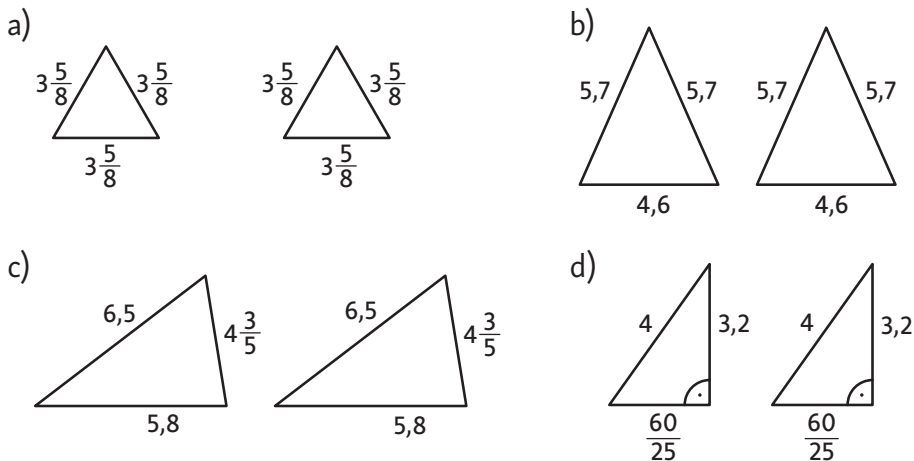 a)
3 5/8 3 5/8 3 5/8 3 5/8
3 5/8 3 5/8
b)
5,7 5,7 5,7 5,7
4,6 4,6
c)
6,5 4 3/5 6,5 4 3/5
5,8 5,8
d)
4 3,2 4 3,2
60/25 60/25